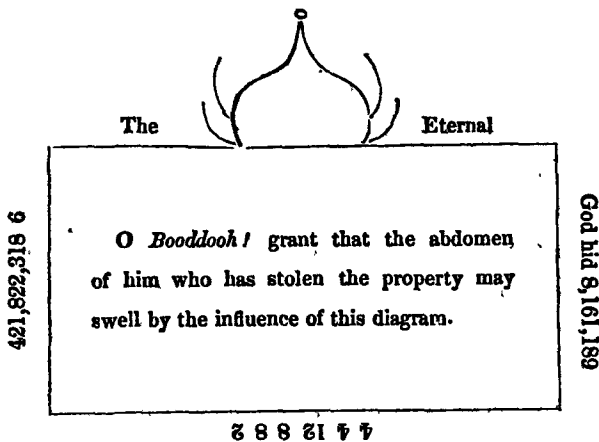 The Eternal
421,822,318 6
O Booddooh! grant that the abdomen
of him who has stolen the property may
swell by the influence of this diagram.
God hid 8,161,189
4 4 12 8 8 2